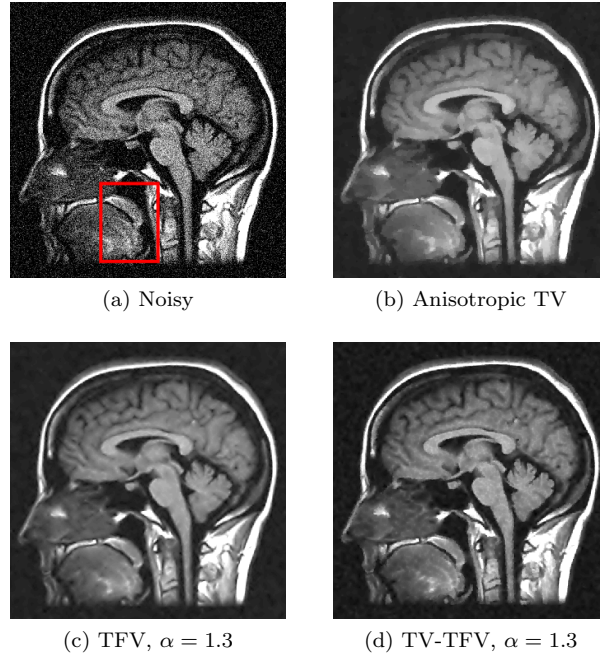 (a) Noisy
(b) Anisotropic TV
(c) TFV, α = 1.3
(d) TV-TFV, α = 1.3